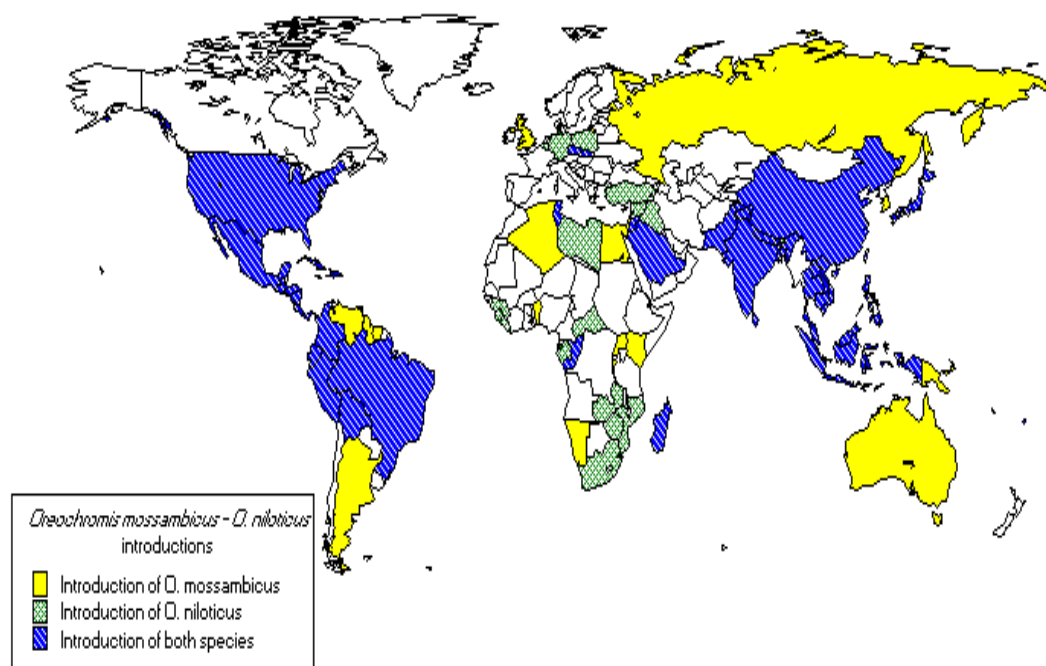 Oreochromis mossambicus - O. niloticus
introductions
Introduction of O. mossambicus
Introduction of O. niloticus
Introduction of both species